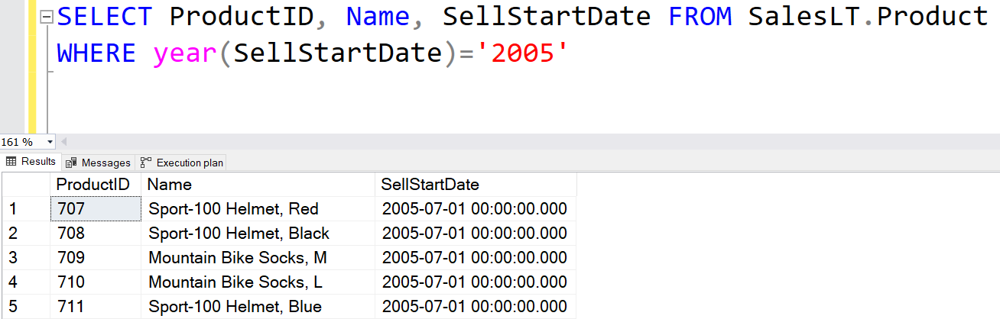 SELECT ProductID, Name, SellStartDate FROM SalesLT.Product
WHERE year(SellStartDate)='2005'
161 %
Results Messages Execution plan
ProductID Name SellStartDate
1 707 Sport-100 Helmet, Red 2005-07-01 00:00:00.000
2 708 Sport-100 Helmet, Black 2005-07-01 00:00:00.000
3 709 Mountain Bike Socks, M 2005-07-01 00:00:00.000
4 710 Mountain Bike Socks, L 2005-07-01 00:00:00.000
5 711 Sport-100 Helmet, Blue 2005-07-01 00:00:00.000